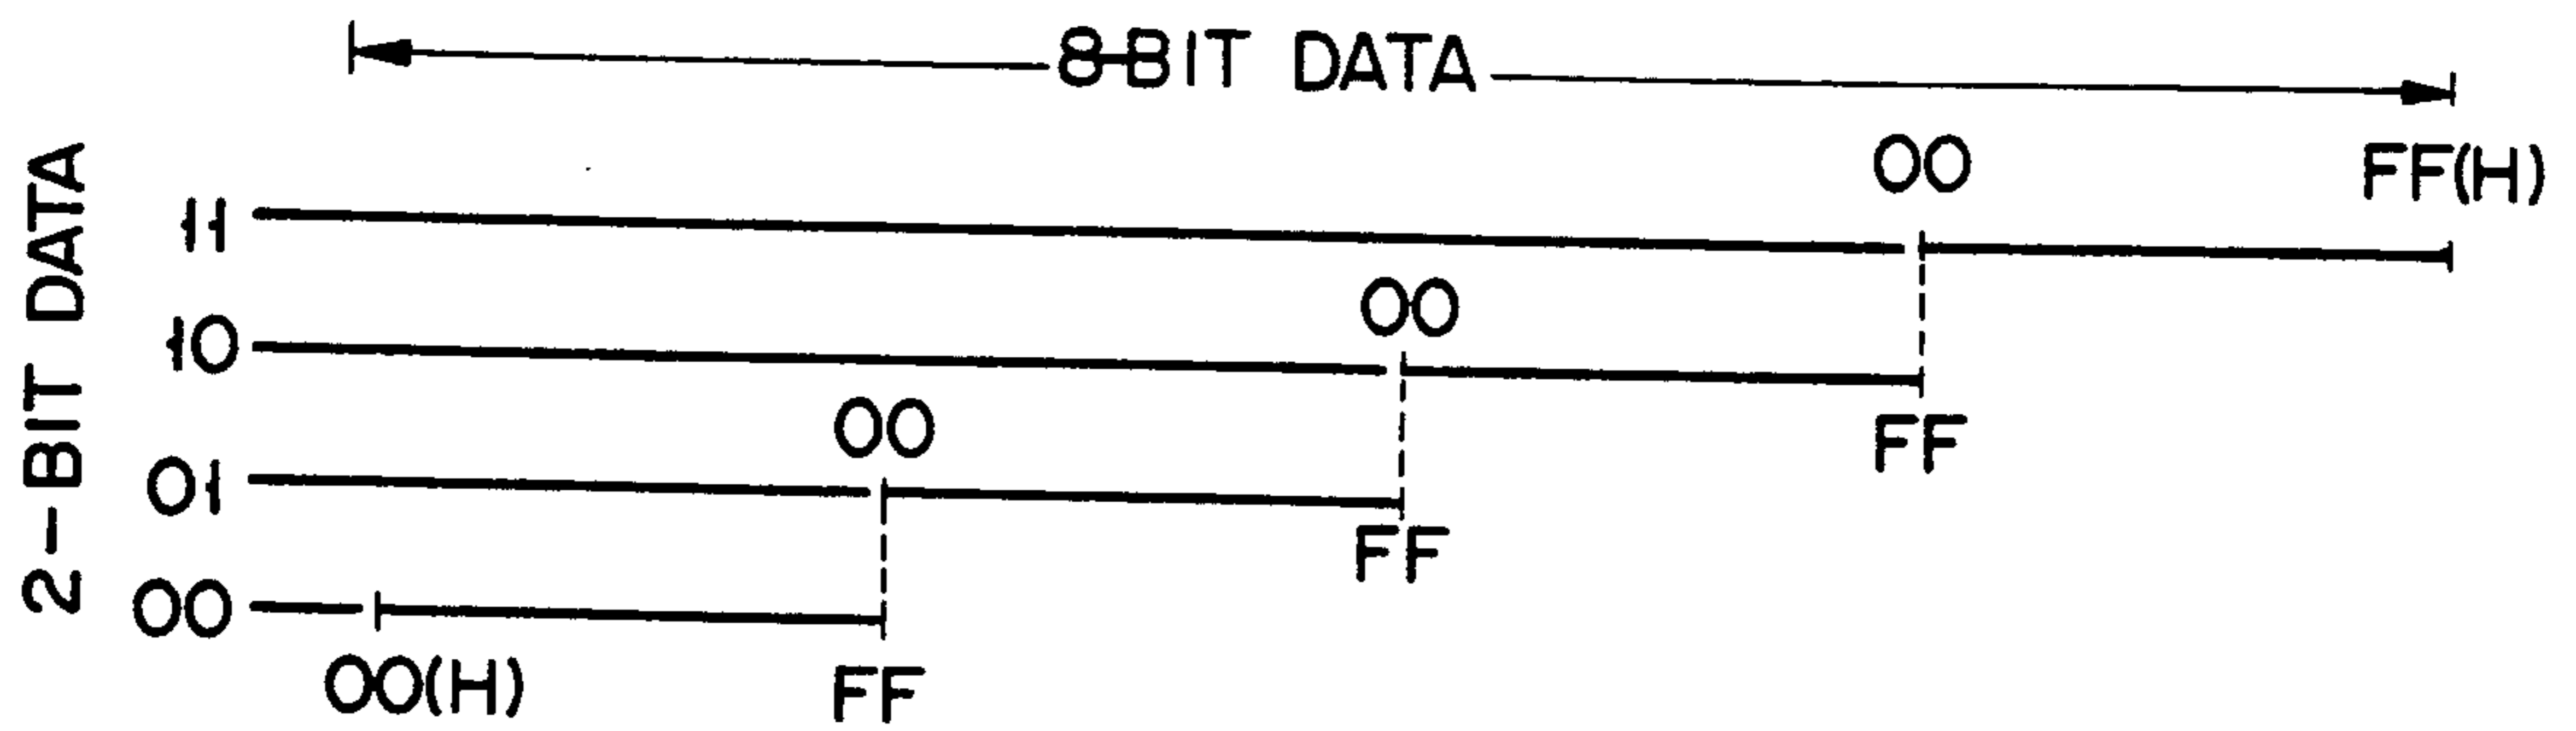 8-BIT DATA
2-BIT DATA
00 FF(H)
11
00
10
00 FF
01
FF
00
00(H) FF